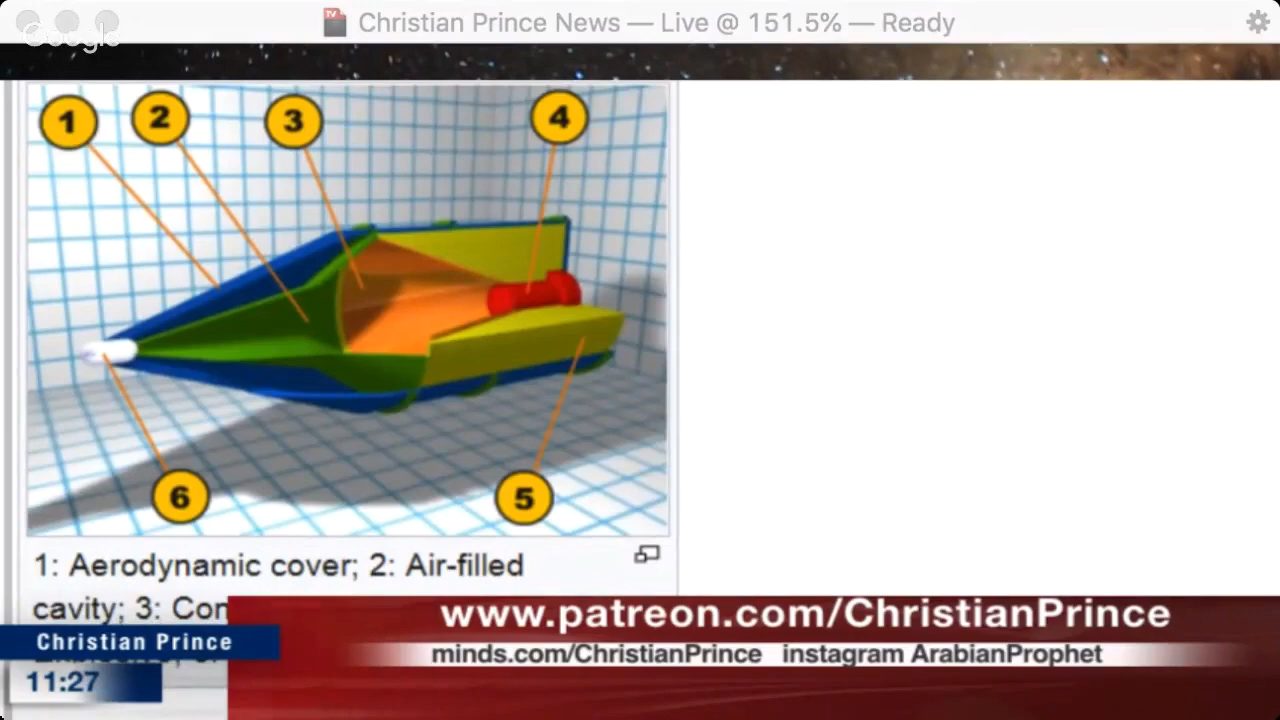 Christian Prince News — Live @ 151.5% — Ready
Google
TV
1
2
3
4
6
5
1: Aerodynamic cover; 2: Air-filled
cavity; 3:
www.patreon.com/ChristianPrince
Christian Prince
minds.com/ChristianPrince instagram ArabianProphet
11:27